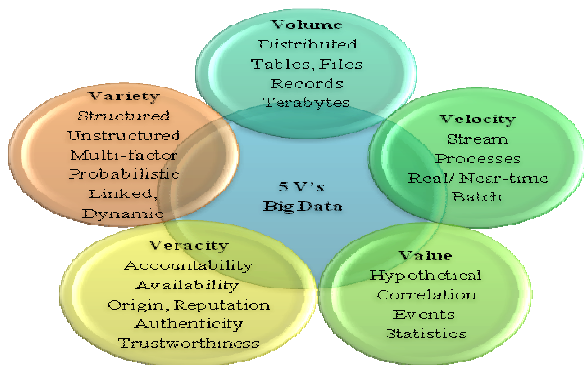 Volume
Distributed
Tables, Files
Records
Terabytes
Variety
Structured
Unstructured
Multi-factor
Probabilistic
Linked,
Dynamic
Velocity
Stream
Processes
Real/ Near-time
Batch
5 V's
Big Data
Veracity
Accountability
Availability
Origin, Reputation
Authenticity
Trustworthiness
Value
Hypothetical
Correlation
Events
Statistics